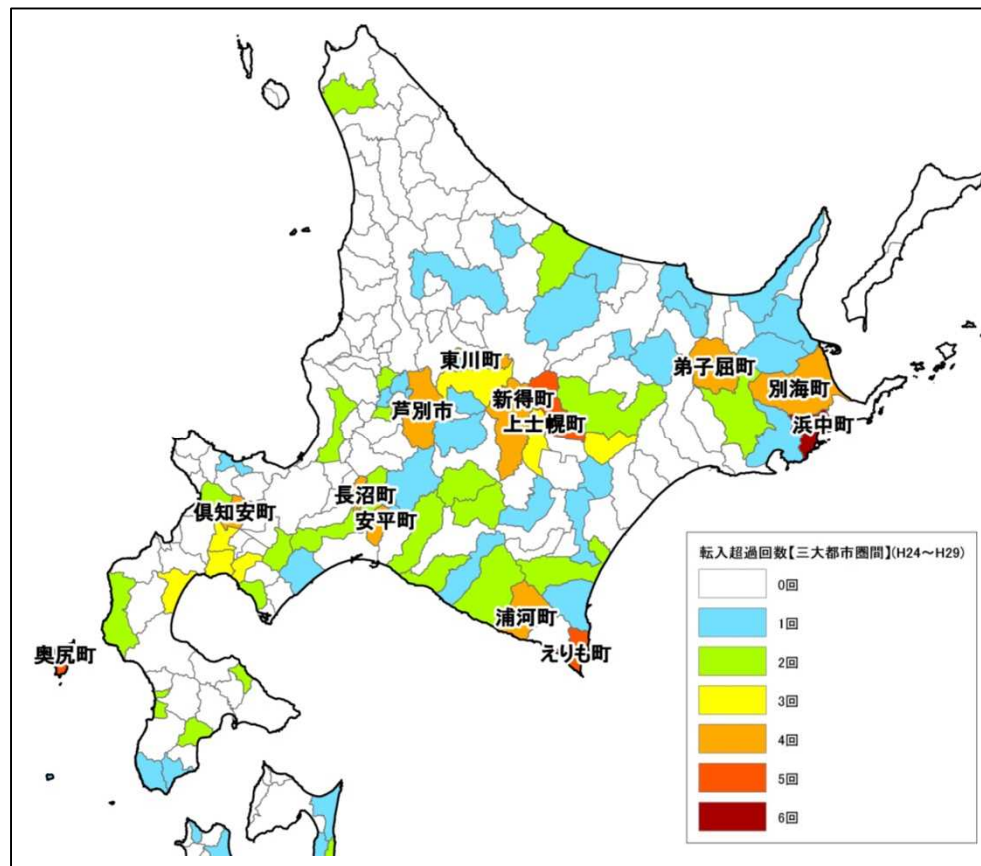 東川町
弟子屈町
新得町
別海町
芦別市
上士幌町
浜中町
長沼町
倶知安町
安平町
浦河町
えりも町
奥尻町
転入超過回数【三大都市圏間】(H24～H29)
0回
1回
2回
3回
4回
5回
6回